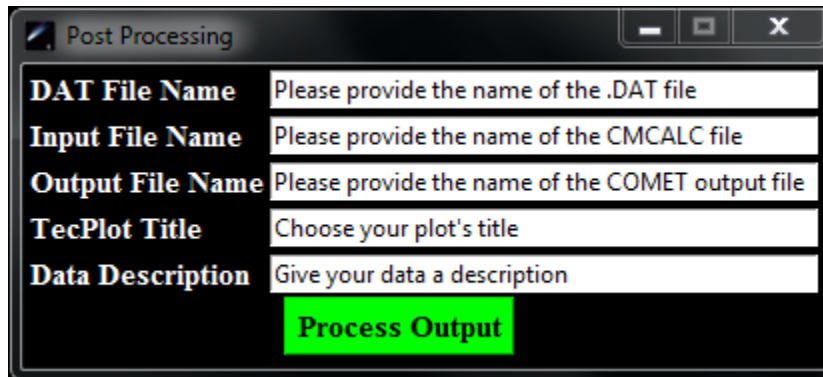 Post Processing
DAT File Name Please provide the name of the .DAT file
Input File Name Please provide the name of the CMCALC file
Output File Name Please provide the name of the COMET output file
TecPlot Title Choose your plot's title
Data Description Give your data a description
Process Output